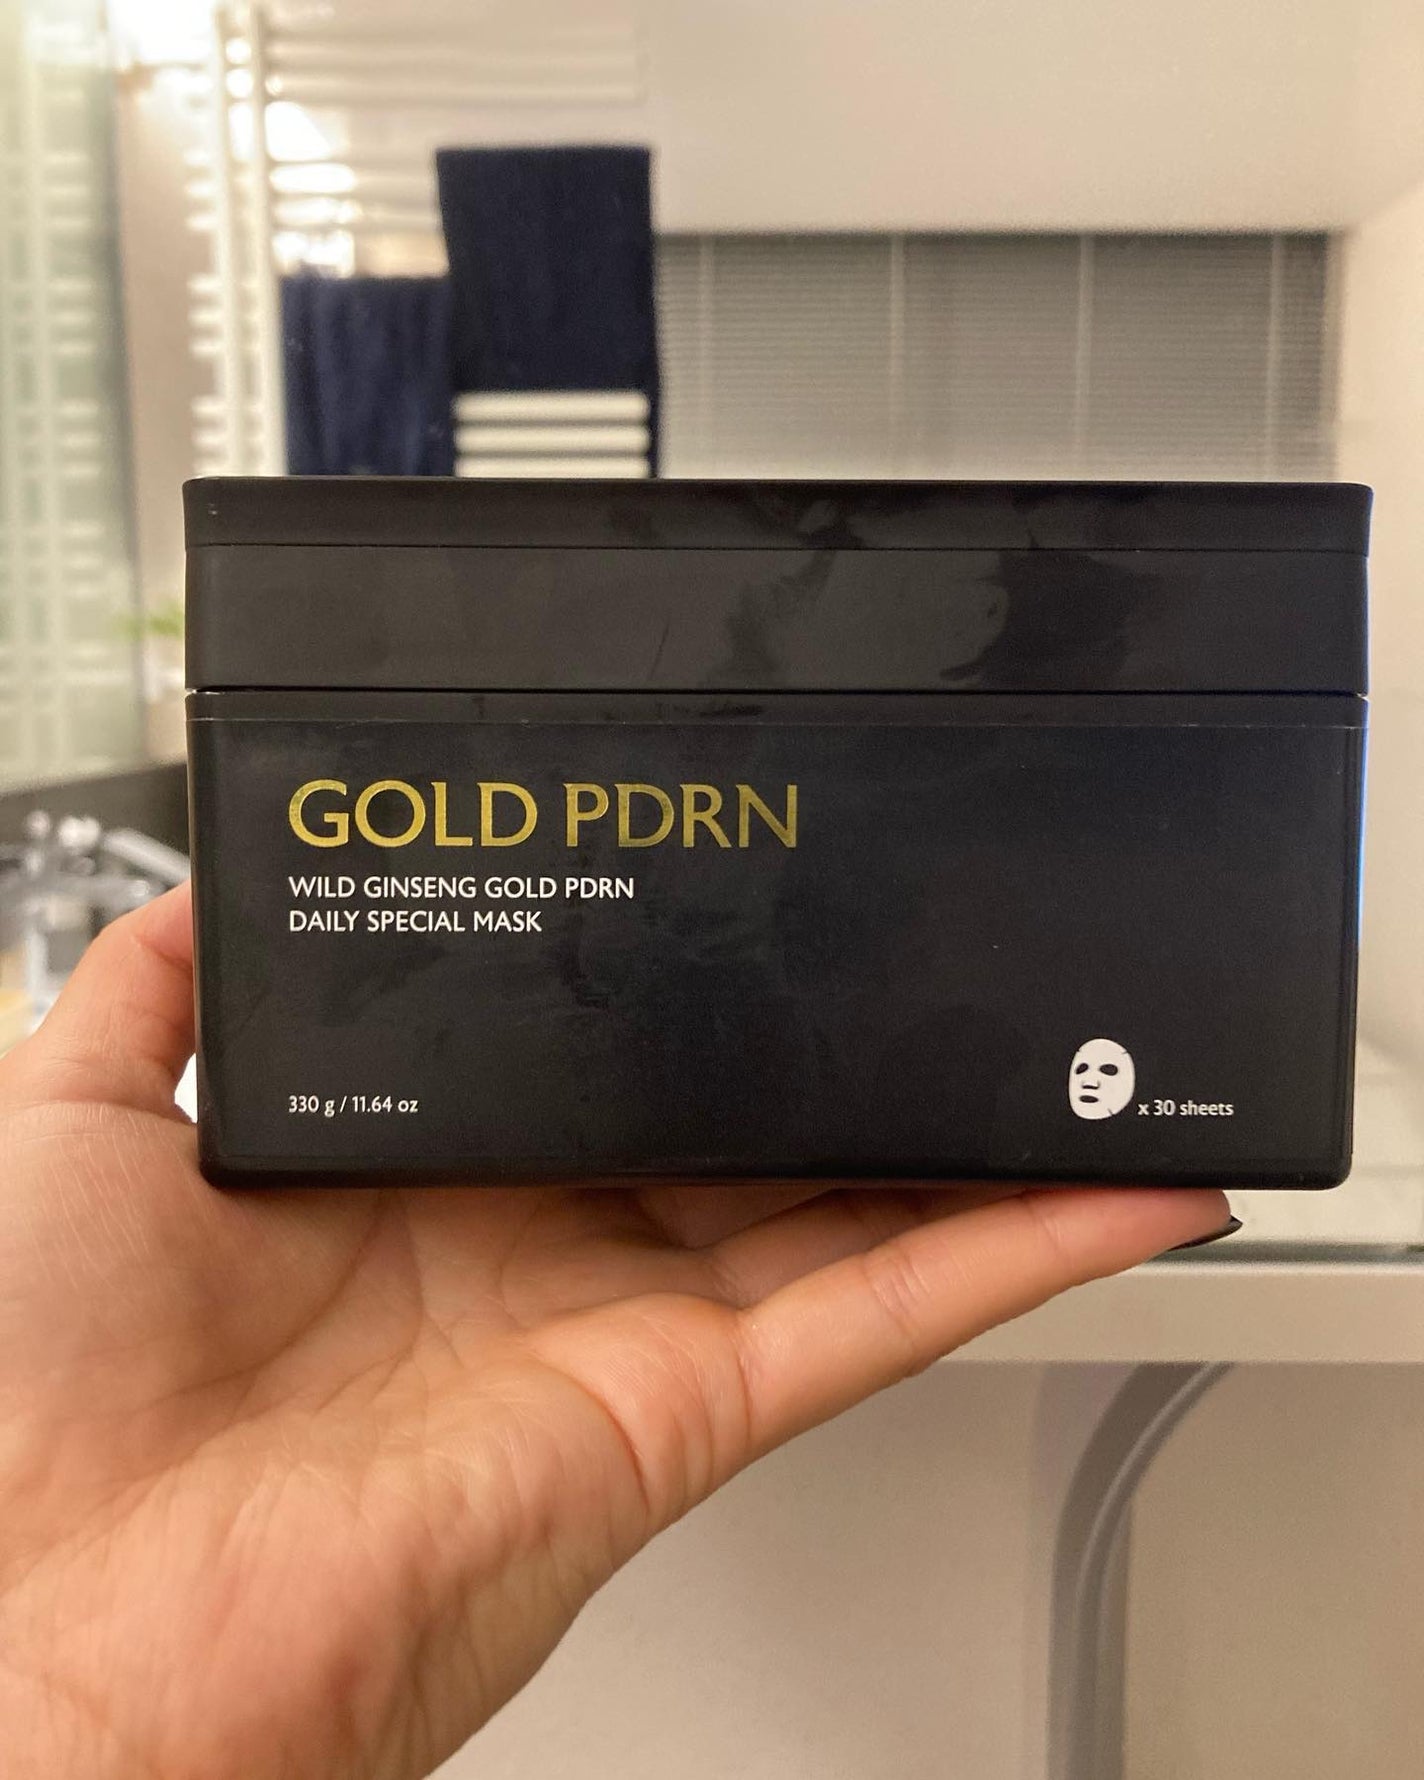 GOLD PDRN
WILD GINSENG GOLD PDRN
DAILY SPECIAL MASK
330 g / 11.64 oz
x 30 sheets